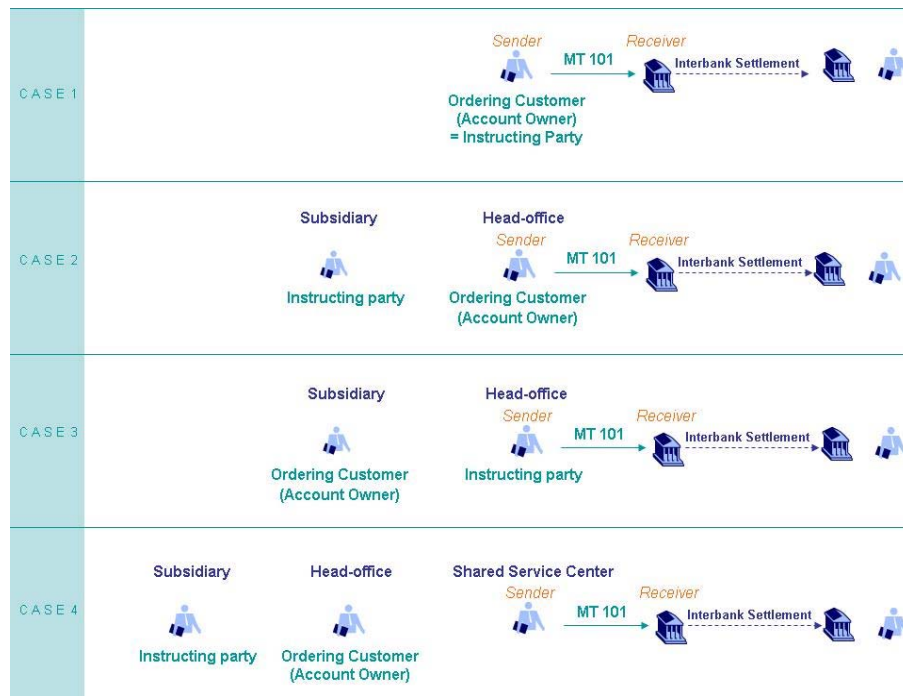 CASE 1
Sender
Receiver
MT 101
Interbank Settlement
Ordering Customer
(Account Owner)
= Instructing Party
CASE 2
Subsidiary
Head-office
Sender
Receiver
MT 101
Interbank Settlement
Instructing party
Ordering Customer
(Account Owner)
CASE 3
Subsidiary
Head-office
Sender
Receiver
MT 101
Interbank Settlement
Ordering Customer
(Account Owner)
Instructing party
CASE 4
Subsidiary
Head-office
Shared Service Center
Sender
Receiver
MT 101
Interbank Settlement
Instructing party
Ordering Customer
(Account Owner)